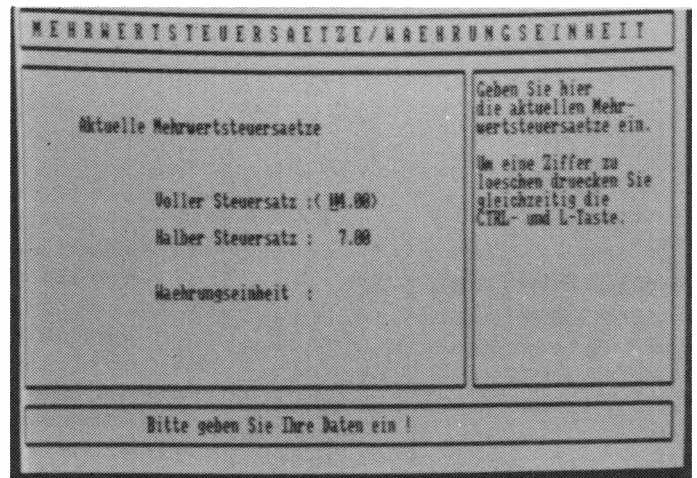 MEHRWERTSTEUERSAETZE/WAEHRUNGSEINHEIT
Aktuelle Mehrwertsteuersaetze
Voller Steuersatz :( 14.00)
Halber Steuersatz : 7.00
Waehrungseinheit :
Geben Sie hier
die aktuellen Mehr-
wertsteuersaetze ein.
Um eine Ziffer zu
loeschen druecken Sie
gleichzeitig die
CTRL- und L-Taste.
Bitte geben Sie Ihre Daten ein !